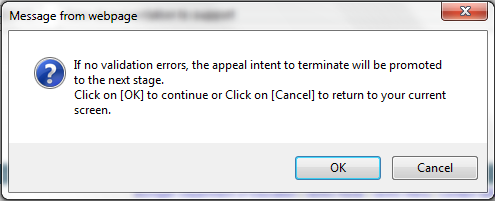 Message from webpage
If no validation errors, the appeal intent to terminate will be promoted
to the next stage.
Click on [OK] to continue or Click on [Cancel] to return to your current
screen.
OK
Cancel